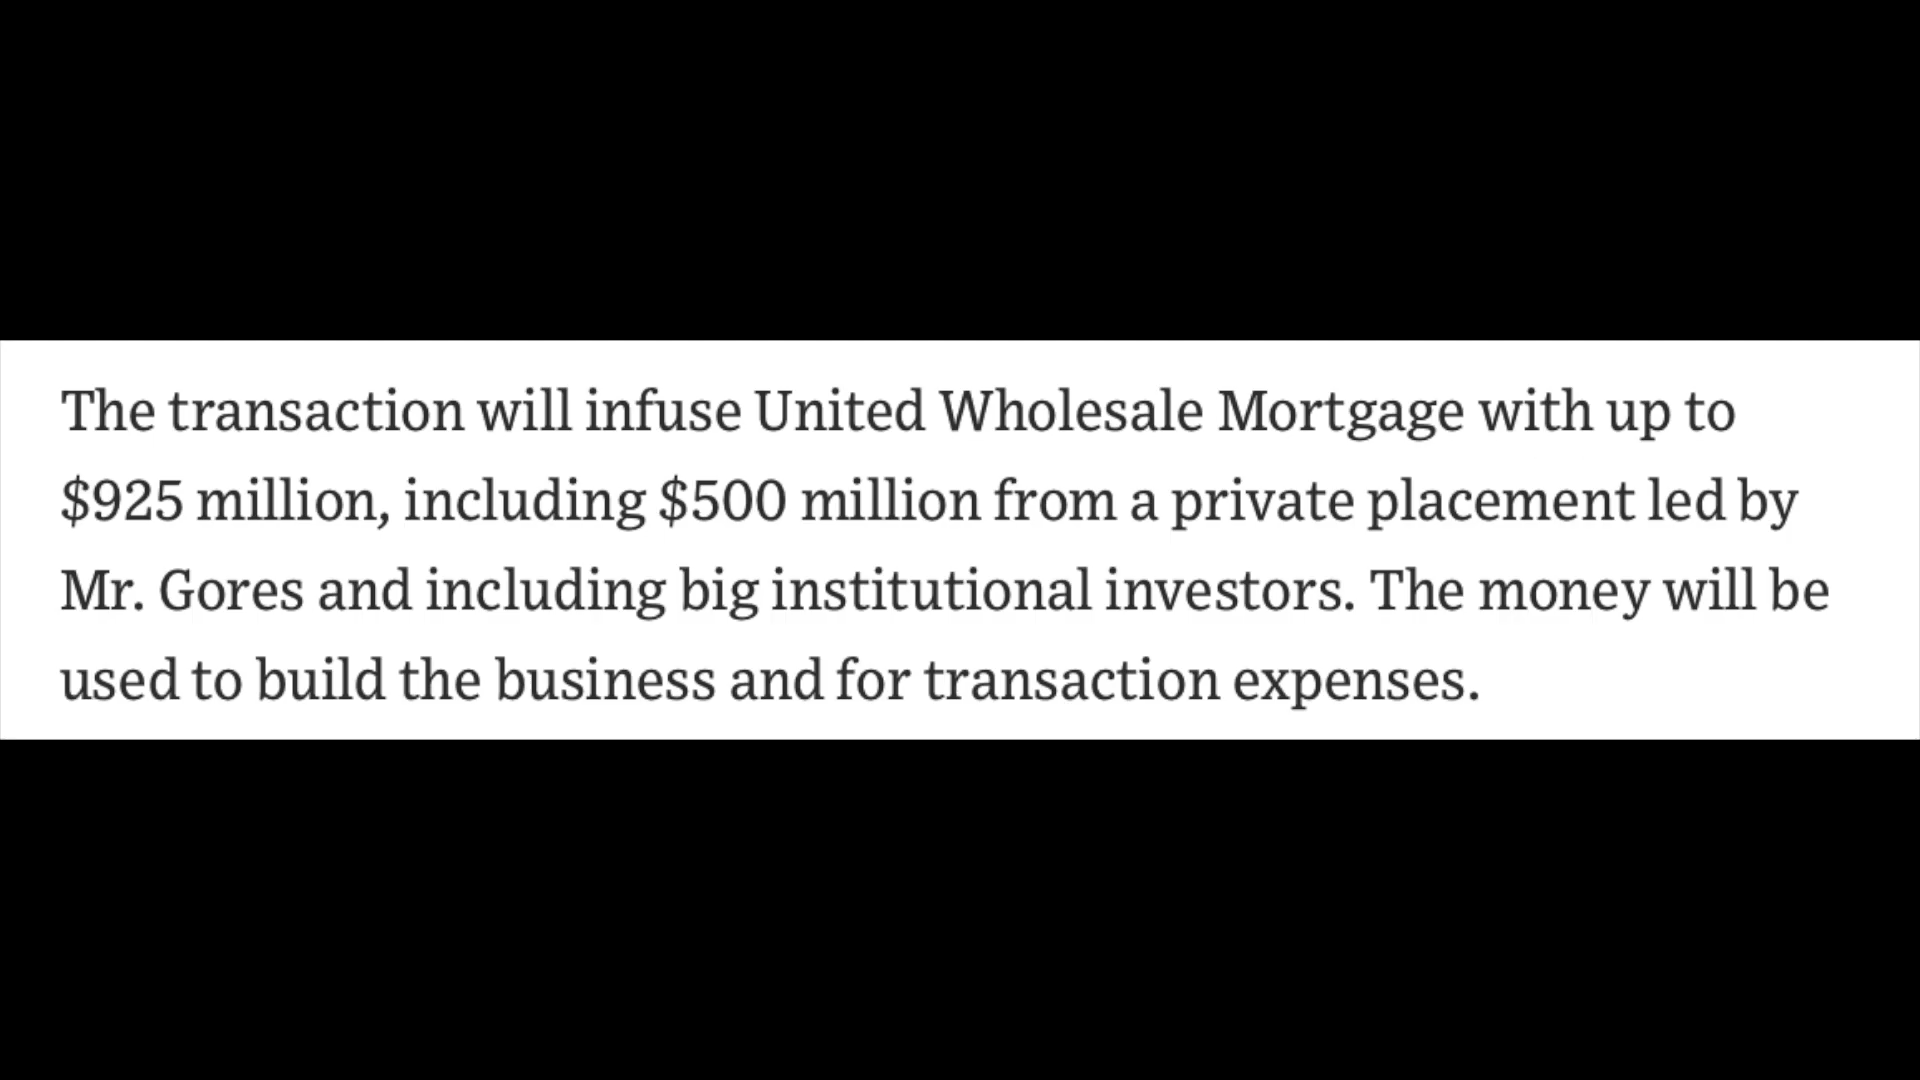 The transaction will infuse United Wholesale Mortgage with up to
$925 million, including $500 million from a private placement led by
Mr. Gores and including big institutional investors. The money will be
used to build the business and for transaction expenses.